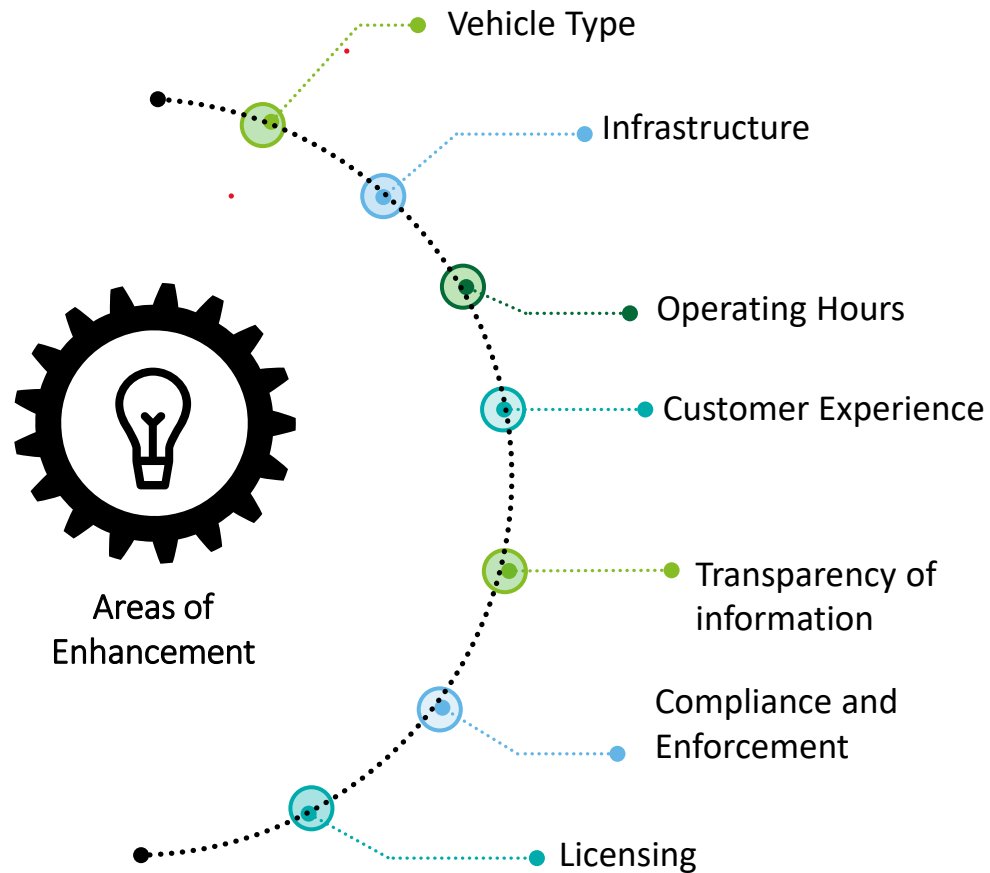 Vehicle Type
Infrastructure
Operating Hours
Customer Experience
Transparency of
information
Compliance and
Enforcement
Licensing
Areas of
Enhancement